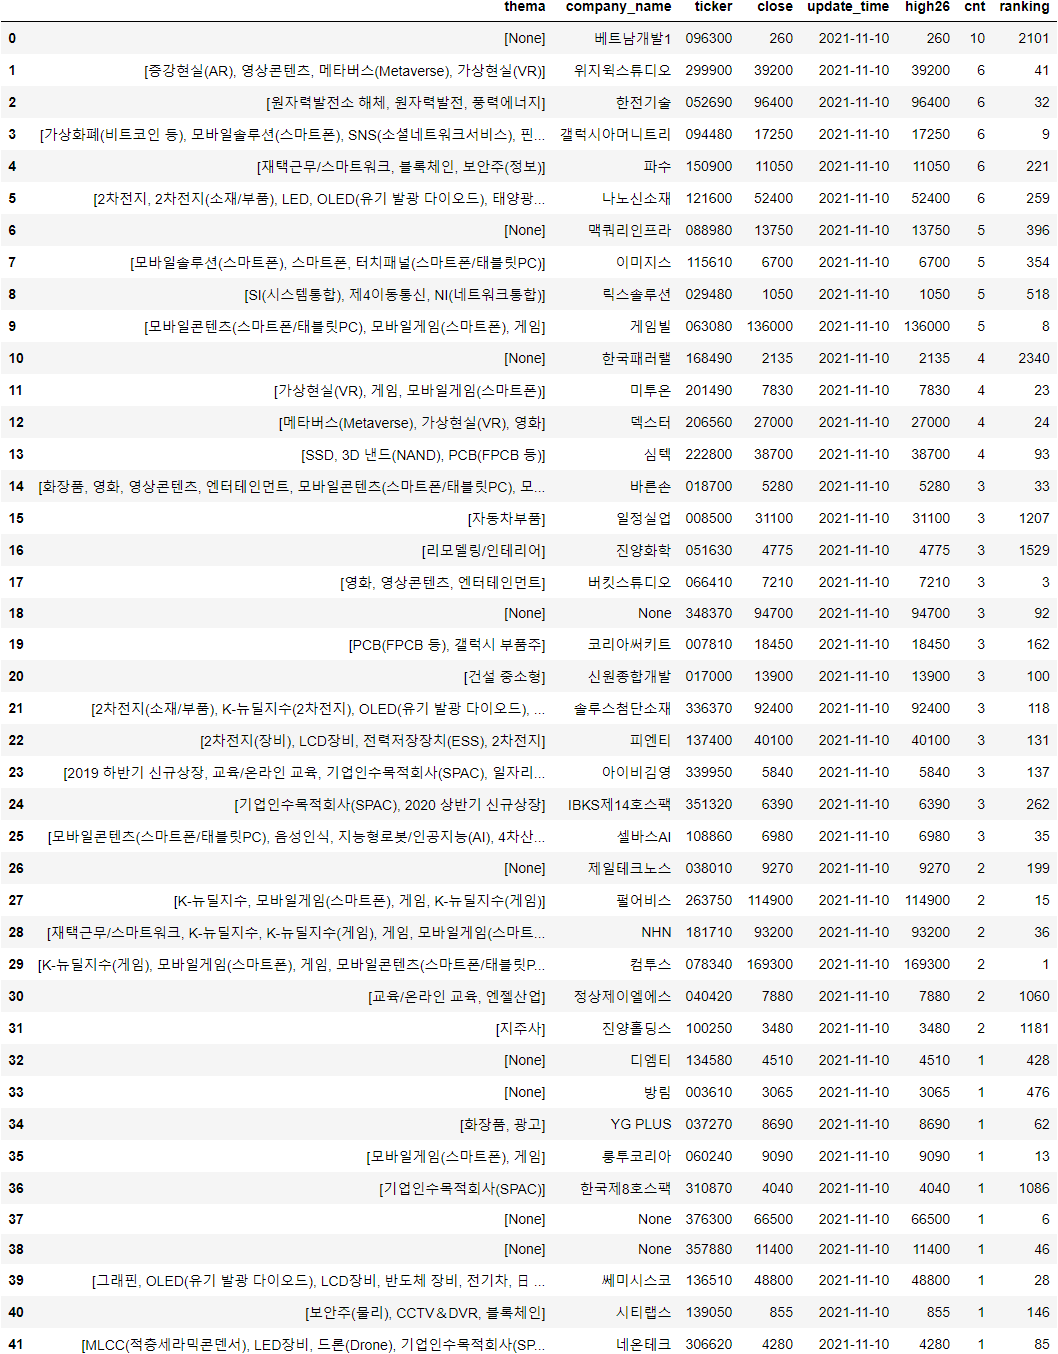 thema company_name ticker close update_time high26 cnt ranking
0 [None] 베트남개발1 096300 260 2021-11-10 260 10 2101
1 [증강현실(AR), 영상콘텐츠, 메타버스(Metaverse), 가상현실(VR)] 위지윅스튜디오 299900 39200 2021-11-10 39200 6 41
2 [원자력발전소 해체, 원자력발전, 풍력에너지] 한전기술 052690 96400 2021-11-10 96400 6 32
3 [가상화폐(비트코인 등), 모바일솔루션(스마트폰), SNS(소셜네트워크서비스), 핀... 갤럭시아머니트리 094480 17250 2021-11-10 17250 6 9
4 [재택근무/스마트워크, 블록체인, 보안주(정보)] 파수 150900 11050 2021-11-10 11050 6 221
5 [2차전지, 2차전지(소재/부품), LED, OLED(유기 발광 다이오드), 태양광... 나노신소재 121600 52400 2021-11-10 52400 6 259
6 [None] 맥쿼리인프라 088980 13750 2021-11-10 13750 5 396
7 [모바일솔루션(스마트폰), 스마트폰, 터치패널(스마트폰/태블릿PC)] 이미지스 115610 6700 2021-11-10 6700 5 354
8 [SI(시스템통합), 제4이동통신, NI(네트워크통합)] 릭스솔루션 029480 1050 2021-11-10 1050 5 518
9 [모바일콘텐츠(스마트폰/태블릿PC), 모바일게임(스마트폰), 게임] 게임빌 063080 136000 2021-11-10 136000 5 8
10 [None] 한국패러랠 168490 2135 2021-11-10 2135 4 2340
11 [가상현실(VR), 게임, 모바일게임(스마트폰)] 미투온 201490 7830 2021-11-10 7830 4 23
12 [메타버스(Metaverse), 가상현실(VR), 영화] 덱스터 206560 27000 2021-11-10 27000 4 24
13 [SSD, 3D 낸드(NAND), PCB(FPCB 등)] 심텍 222800 38700 2021-11-10 38700 4 93
14 [화장품, 영화, 영상콘텐츠, 엔터테인먼트, 모바일콘텐츠(스마트폰/태블릿PC), 모... 바른손 018700 5280 2021-11-10 5280 3 33
15 [자동차부품] 일정실업 008500 31100 2021-11-10 31100 3 1207
16 [리모델링/인테리어] 진양화학 051630 4775 2021-11-10 4775 3 1529
17 [영화, 영상콘텐츠, 엔터테인먼트] 버킷스튜디오 066410 7210 2021-11-10 7210 3 3
18 [None] None 348370 94700 2021-11-10 94700 3 92
19 [PCB(FPCB 등), 갤럭시 부품주] 코리아써키트 007810 18450 2021-11-10 18450 3 162
20 [건설 중소형] 신원종합개발 017000 13900 2021-11-10 13900 3 100
21 [2차전지(소재/부품), K-뉴딜지수(2차전지), OLED(유기 발광 다이오드), ... 솔루스첨단소재 336370 92400 2021-11-10 92400 3 118
22 [2차전지(장비), LCD장비, 전력저장장치(ESS), 2차전지] 피엔티 137400 40100 2021-11-10 40100 3 131
23 [2019 하반기 신규상장, 교육/온라인 교육, 기업인수목적회사(SPAC), 일자리... 아이비김영 339950 5840 2021-11-10 5840 3 137
24 [기업인수목적회사(SPAC), 2020 상반기 신규상장] IBKS제14호스팩 351320 6390 2021-11-10 6390 3 262
25 [모바일콘텐츠(스마트폰/태블릿PC), 음성인식, 지능형로봇/인공지능(AI), 4차산... 셀바스AI 108860 6980 2021-11-10 6980 3 35
26 [None] 제일테크노스 038010 9270 2021-11-10 9270 2 199
27 [K-뉴딜지수, 모바일게임(스마트폰), 게임, K-뉴딜지수(게임)] 펄어비스 263750 114900 2021-11-10 114900 2 15
28 [재택근무/스마트워크, K-뉴딜지수, K-뉴딜지수(게임), 게임, 모바일게임(스마트... NHN 181710 93200 2021-11-10 93200 2 36
29 [K-뉴딜지수(게임), 모바일게임(스마트폰), 게임, 모바일콘텐츠(스마트폰/태블릿P... 컴투스 078340 169300 2021-11-10 169300 2 1
30 [교육/온라인 교육, 엔젤산업] 정상제이엘에스 040420 7880 2021-11-10 7880 2 1060
31 [지주사] 진양홀딩스 100250 3480 2021-11-10 3480 2 1181
32 [None] 디엠티 134580 4510 2021-11-10 4510 1 428
33 [None] 방림 003610 3065 2021-11-10 3065 1 476
34 [화장품, 광고] YG PLUS 037270 8690 2021-11-10 8690 1 62
35 [모바일게임(스마트폰), 게임] 룽투코리아 060240 9090 2021-11-10 9090 1 13
36 [기업인수목적회사(SPAC)] 한국제8호스팩 310870 4040 2021-11-10 4040 1 1086
37 [None] None 376300 66500 2021-11-10 66500 1 6
38 [None] None 357880 11400 2021-11-10 11400 1 46
39 [그래핀, OLED(유기 발광 다이오드), LCD장비, 반도체 장비, 전기차, 日 ... 쎄미시스코 136510 48800 2021-11-10 48800 1 28
40 [보안주(물리), CCTV＆DVR, 블록체인] 시티랩스 139050 855 2021-11-10 855 1 146
41 [MLCC(적층세라믹콘덴서), LED장비, 드론(Drone), 기업인수목적회사(SP... 네온테크 306620 4280 2021-11-10 4280 1 85